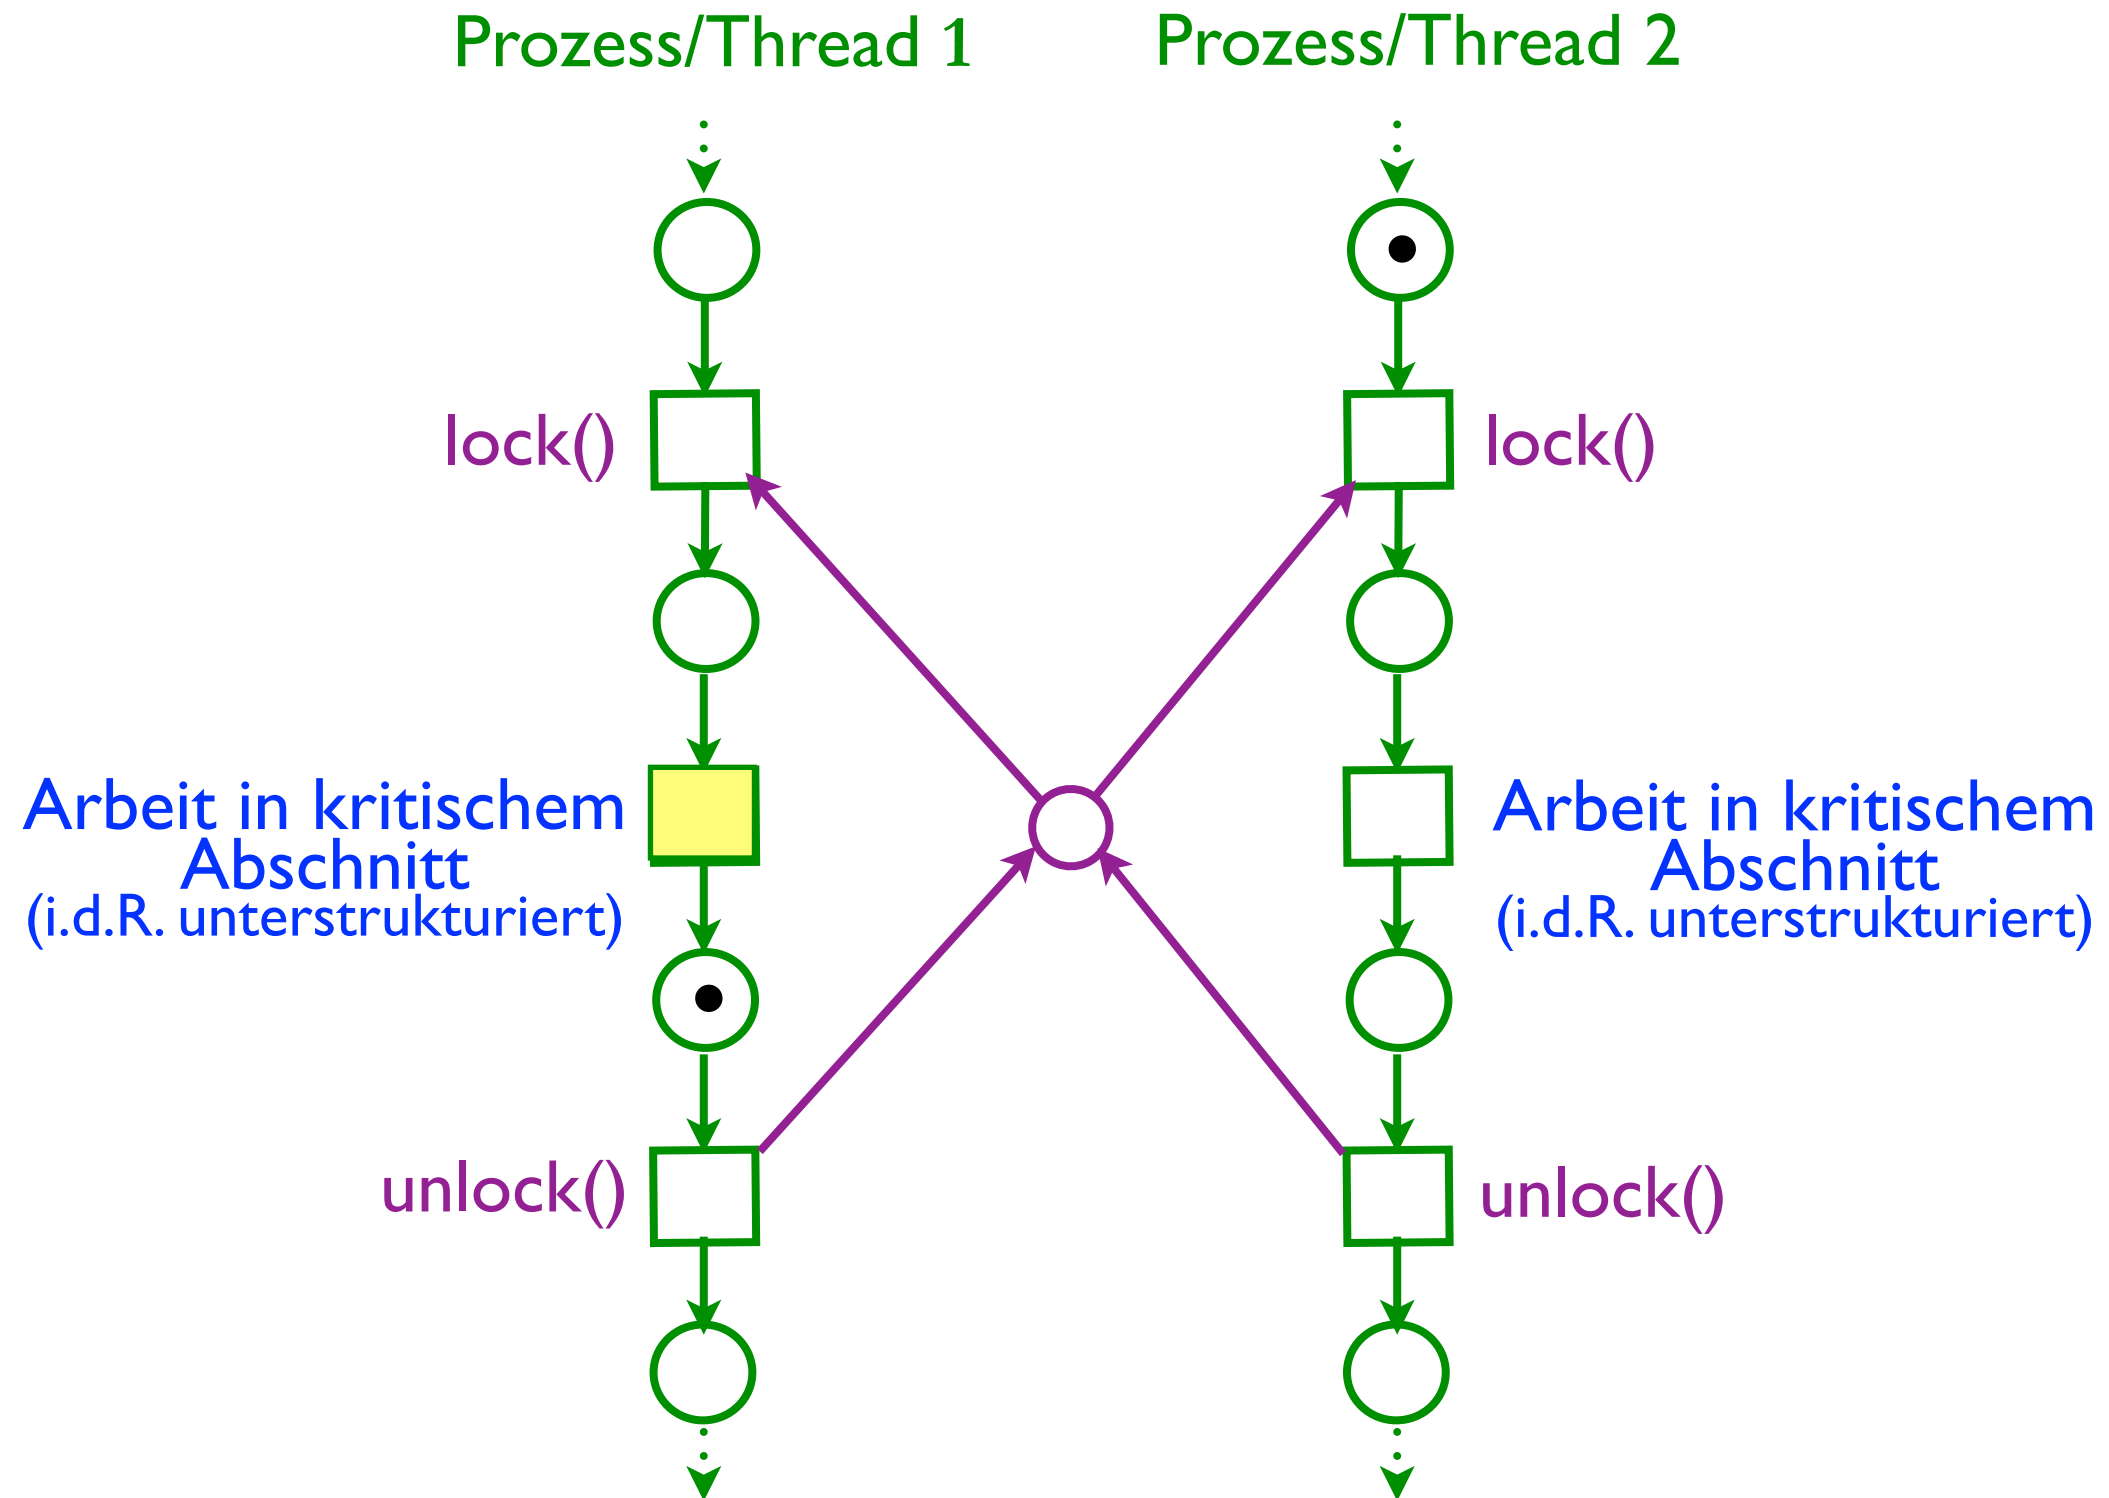 Prozess/Thread 1
Prozess/Thread 2
lock()
lock()
Arbeit in kritischem
Abschnitt
(i.d.R. unterstrukturiert)
Arbeit in kritischem
Abschnitt
(i.d.R. unterstrukturiert)
unlock()
unlock()